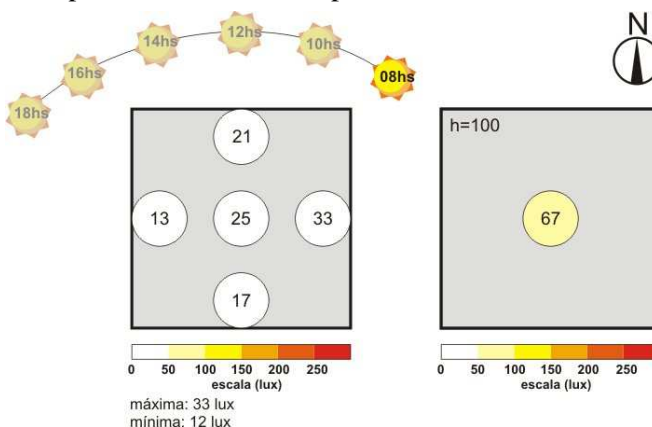 12hs
14hs
10hs
16hs
08hs
18hs
N
21
13
25
33
17
h=100
67
0 50 100 150 200 250
escala (lux)
máxima: 33 lux
mínima: 12 lux
0 50 100 150 200 250
escala (lux)